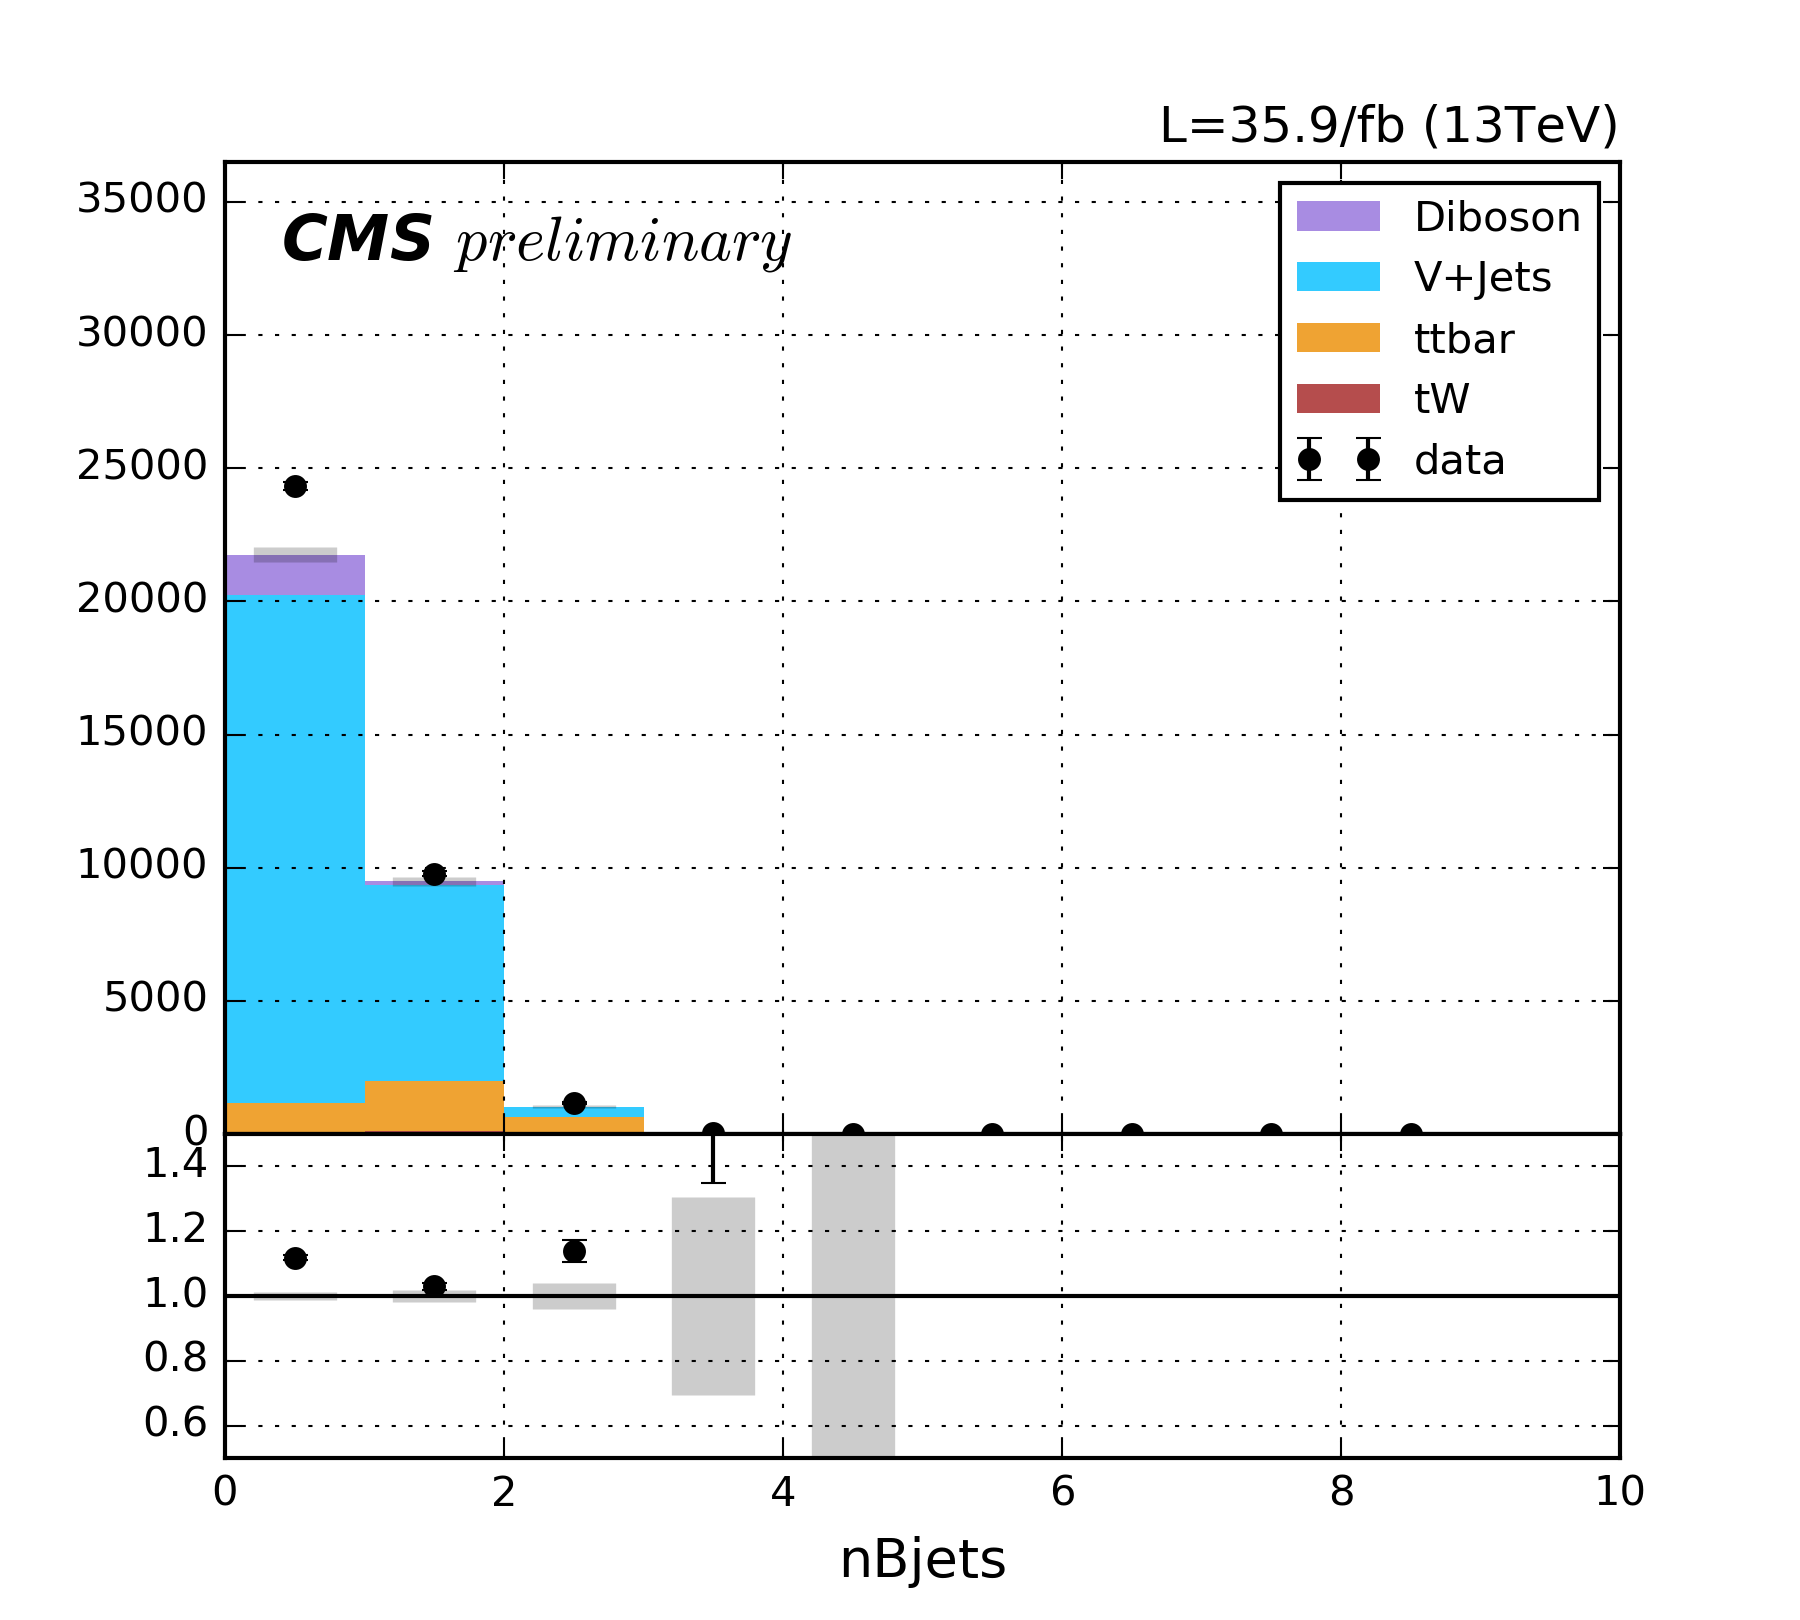 L=35.9/fb (13TeV)
CMS preliminary
35000
30000
25000
20000
15000
10000
5000
0
Diboson
V+Jets
ttbar
tW
data
1.4
1.2
1.0
0.8
0.6
0 2 4 6 8 10
nBjets